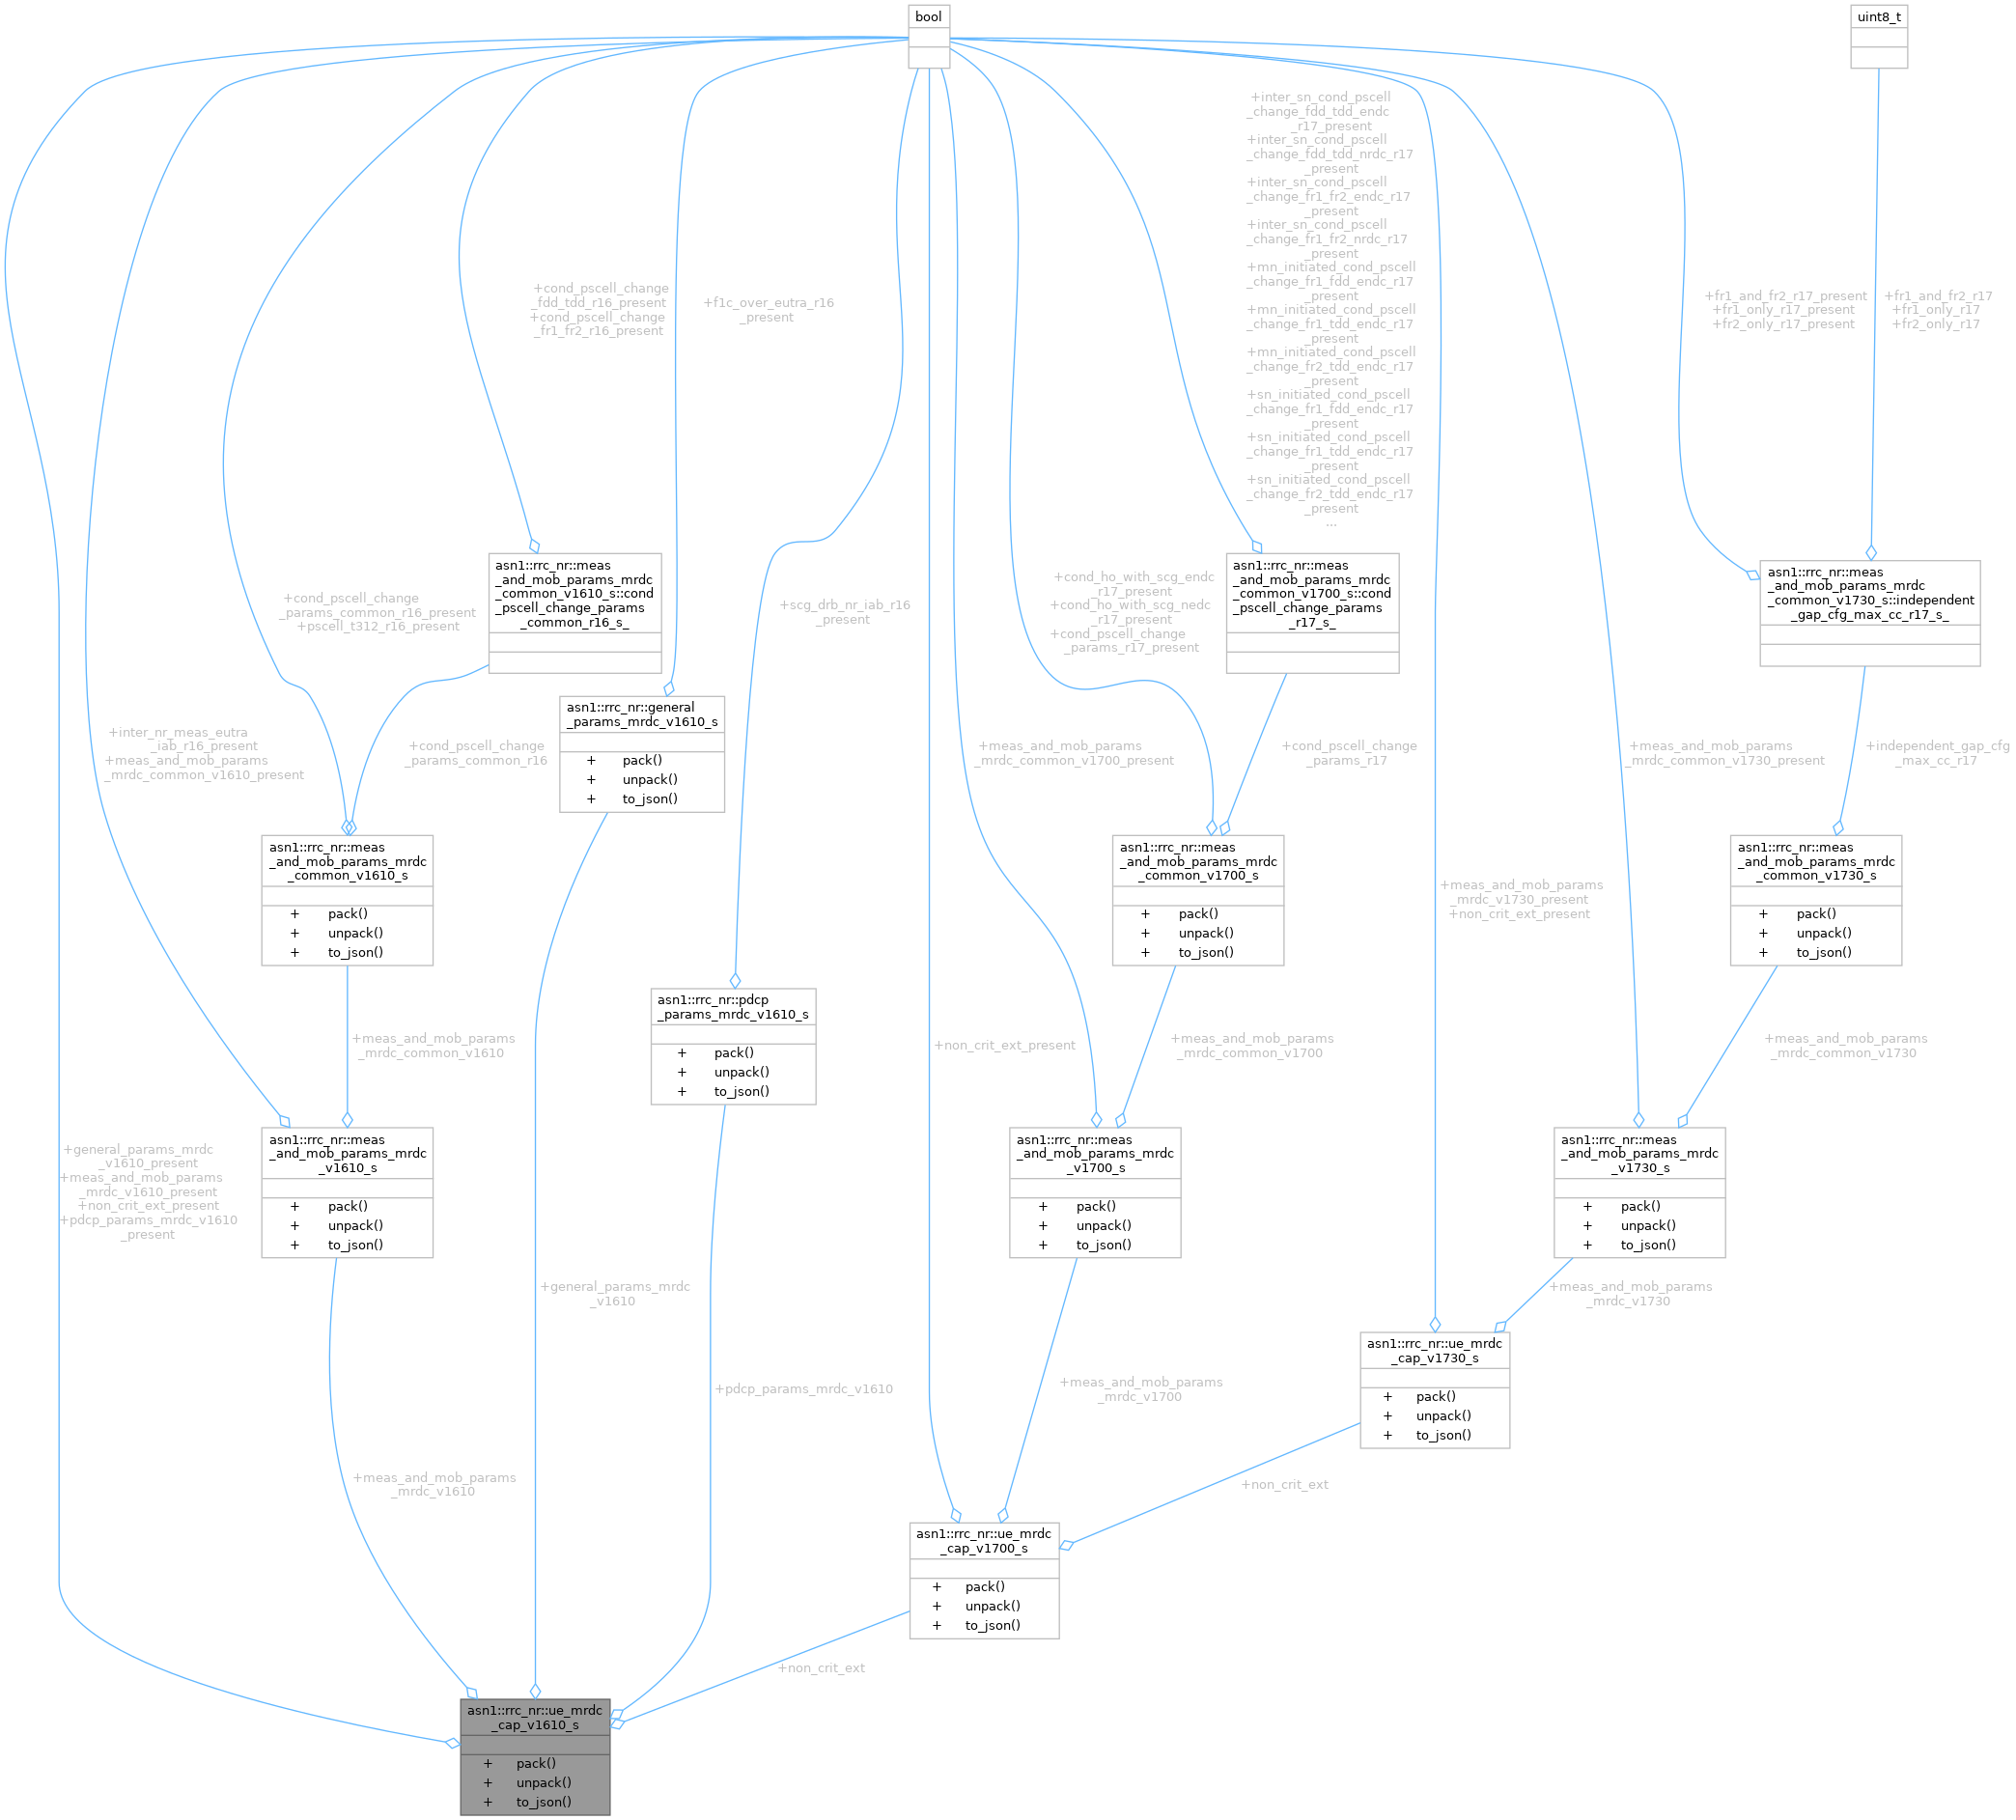 bool
uint8_t
+inter_sn_cond_pscell
_change_fdd_tdd_endc
_r17_present
+inter_sn_cond_pscell
_change_fdd_tdd_nrdc_r17
_present
+inter_sn_cond_pscell
_change_fr1_fr2_endc_r17
_present
+inter_sn_cond_pscell
_change_fr1_fr2_nrdc_r17
_present
+mn_initiated_cond_pscell
_change_fr1_fdd_endc_r17
_present
+mn_initiated_cond_pscell
_change_fr1_tdd_endc_r17
_present
+mn_initiated_cond_pscell
_change_fr2_tdd_endc_r17
_present
+sn_initiated_cond_pscell
_change_fr1_fdd_endc_r17
_present
+sn_initiated_cond_pscell
_change_fr1_tdd_endc_r17
_present
+sn_initiated_cond_pscell
_change_fr2_tdd_endc_r17
_present
...
+cond_pscell_change
_fdd_tdd_r16_present
+cond_pscell_change
_fr1_fr2_r16_present
+f1c_over_eutra_r16
_present
+fr1_and_fr2_r17_present
+fr1_only_r17_present
+fr2_only_r17_present
+fr1_and_fr2_r17
+fr1_only_r17
+fr2_only_r17
asn1::rrc_nr::meas
_and_mob_params_mrdc
_common_v1610_s::cond
_pscell_change_params
_common_r16_s_
asn1::rrc_nr::meas
_and_mob_params_mrdc
_common_v1700_s::cond
_pscell_change_params
_r17_s_
asn1::rrc_nr::meas
_and_mob_params_mrdc
_common_v1730_s::independent
_gap_cfg_max_cc_r17_s_
+cond_pscell_change
_params_common_r16_present
+pscell_t312_r16_present
+scg_drb_nr_iab_r16
_present
+cond_ho_with_scg_endc
_r17_present
+cond_ho_with_scg_nedc
_r17_present
+cond_pscell_change
_params_r17_present
asn1::rrc_nr::general
_params_mrdc_v1610_s
+ pack()
+ unpack()
+ to_json()
+inter_nr_meas_eutra
_iab_r16_present
+meas_and_mob_params
_mrdc_common_v1610_present
+cond_pscell_change
_params_common_r16
+meas_and_mob_params
_mrdc_common_v1700_present
+cond_pscell_change
_params_r17
+meas_and_mob_params
_mrdc_common_v1730_present
+independent_gap_cfg
_max_cc_r17
asn1::rrc_nr::meas
_and_mob_params_mrdc
_common_v1610_s
+ pack()
+ unpack()
+ to_json()
asn1::rrc_nr::meas
_and_mob_params_mrdc
_common_v1700_s
+ pack()
+ unpack()
+ to_json()
+meas_and_mob_params
_mrdc_v1730_present
+non_crit_ext_present
asn1::rrc_nr::meas
_and_mob_params_mrdc
_common_v1730_s
+ pack()
+ unpack()
+ to_json()
asn1::rrc_nr::pdcp
_params_mrdc_v1610_s
+ pack()
+ unpack()
+ to_json()
+meas_and_mob_params
_mrdc_common_v1610
+non_crit_ext_present
+meas_and_mob_params
_mrdc_common_v1700
+meas_and_mob_params
_mrdc_common_v1730
+general_params_mrdc
_v1610_present
+meas_and_mob_params
_mrdc_v1610_present
+non_crit_ext_present
+pdcp_params_mrdc_v1610
_present
asn1::rrc_nr::meas
_and_mob_params_mrdc
_v1610_s
+ pack()
+ unpack()
+ to_json()
asn1::rrc_nr::meas
_and_mob_params_mrdc
_v1700_s
+ pack()
+ unpack()
+ to_json()
asn1::rrc_nr::meas
_and_mob_params_mrdc
_v1730_s
+ pack()
+ unpack()
+ to_json()
+general_params_mrdc
_v1610
+meas_and_mob_params
_mrdc_v1730
+pdcp_params_mrdc_v1610
+meas_and_mob_params
_mrdc_v1700
asn1::rrc_nr::ue_mrdc
_cap_v1730_s
+ pack()
+ unpack()
+ to_json()
+meas_and_mob_params
_mrdc_v1610
+non_crit_ext
asn1::rrc_nr::ue_mrdc
_cap_v1700_s
+ pack()
+ unpack()
+ to_json()
+non_crit_ext
asn1::rrc_nr::ue_mrdc
_cap_v1610_s
+ pack()
+ unpack()
+ to_json()